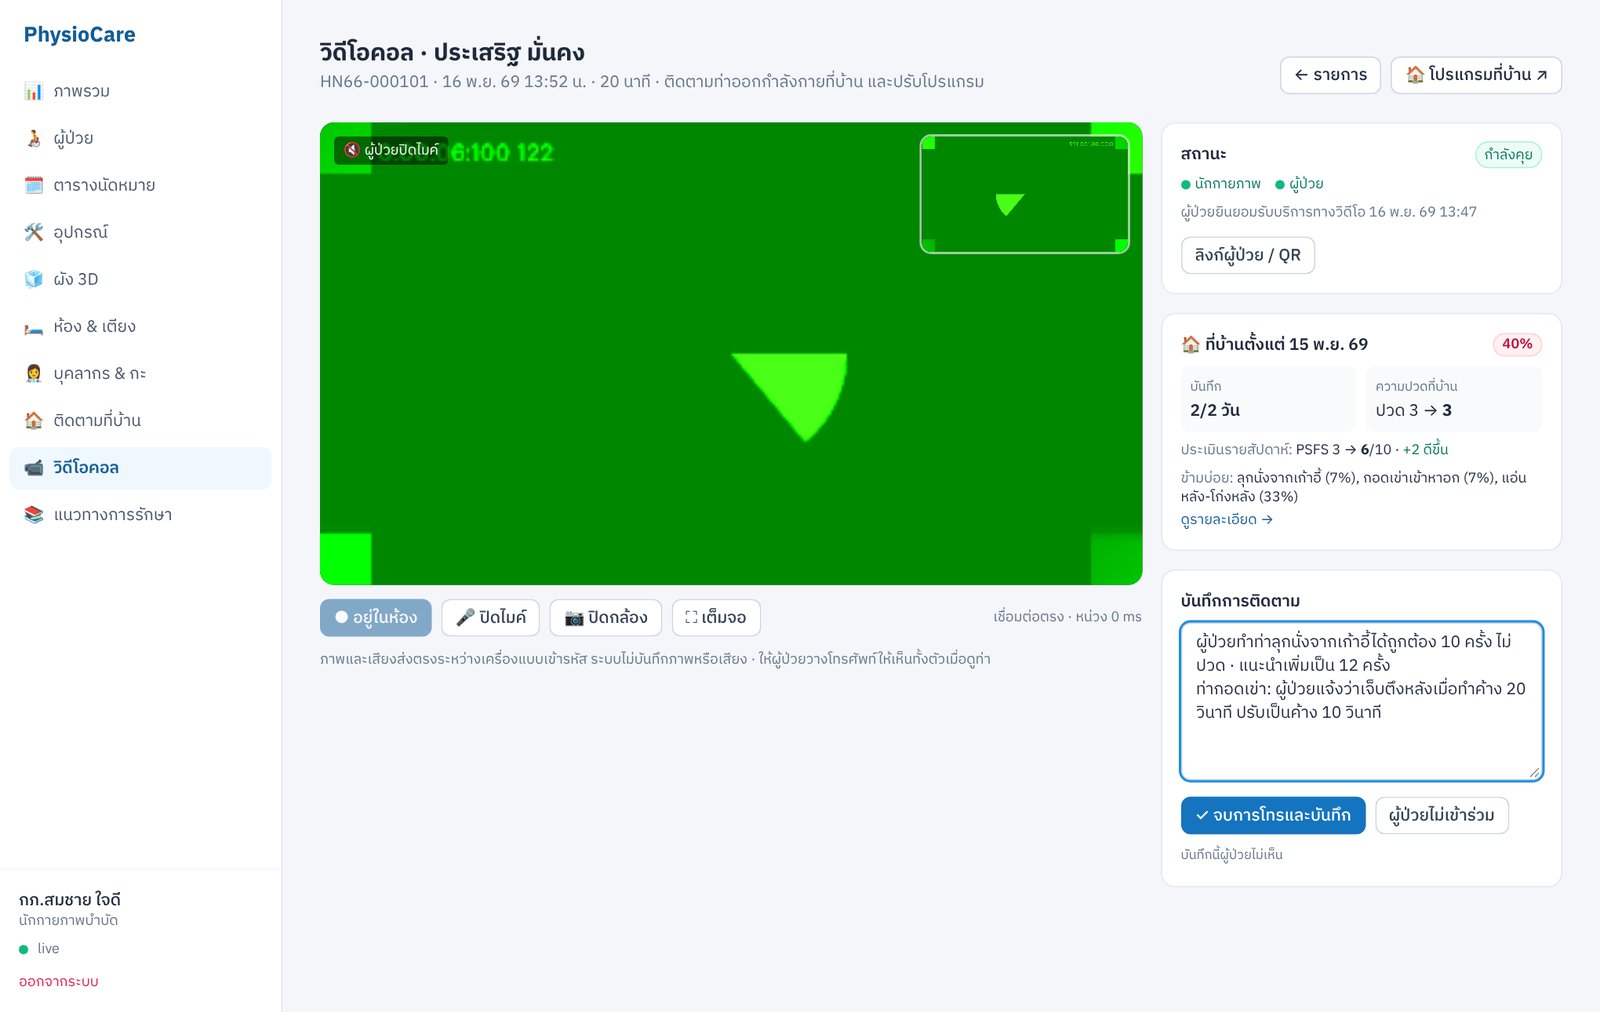 PhysioCare
ภาพรวม
ผู้ป่วย
ตารางนัดหมาย
อุปกรณ์
ผัง 3D
ห้อง & เตียง
บุคลากร & กะ
ติดตามที่บ้าน
วิดีโอคอล
แนวทางการรักษา
กภ.สมชาย ใจดี
นักกายภาพบำบัด
live
ออกจากระบบ
วิดีโอคอล · ประเสริฐ มั่นคง
HN66-000101 · 16 พ.ย. 69 13:52 น. · 20 นาที · ติดตามท่าออกกำลังกายที่บ้าน และปรับโปรแกรม
← รายการ
โปรแกรมที่บ้าน ↗
ผู้ป่วยปิดไมค์
6:100 122
อยู่ในห้อง
ปิดไมค์
ปิดกล้อง
เต็มจอ
เชื่อมต่อตรง · หน่วง 0 ms
ภาพและเสียงส่งตรงระหว่างเครื่องแบบเข้ารหัส ระบบไม่บันทึกภาพหรือเสียง · ให้ผู้ป่วยวางโทรศัพท์ให้เห็นทั้งตัวเมื่อดูท่า
สถานะ
กำลังคุย
นักกายภาพ
ผู้ป่วย
ผู้ป่วยยินยอมรับบริการทางวิดีโอ 16 พ.ย. 69 13:47
ลิงก์ผู้ป่วย / QR
ที่บ้านตั้งแต่ 15 พ.ย. 69
40%
บันทึก
2/2 วัน
ความปวดที่บ้าน
ปวด 3 → 3
ประเมินรายสัปดาห์: PSFS 3 → 6/10 · +2 ดีขึ้น
ข้ามบ่อย: ลุกนั่งจากเก้าอี้ (7%), กอดเข่าเข้าหาอก (7%), แอ่น
หลัง-โก่งหลัง (33%)
ดูรายละเอียด →
บันทึกการติดตาม
ผู้ป่วยทำท่าลุกนั่งจากเก้าอี้ได้ถูกต้อง 10 ครั้ง ไม่
ปวด · แนะนำเพิ่มเป็น 12 ครั้ง
ท่ากอดเข่า: ผู้ป่วยแจ้งว่าเจ็บตึงหลังเมื่อทำค้าง 20
วินาที ปรับเป็นค้าง 10 วินาที
✓ จบการโทรและบันทึก
ผู้ป่วยไม่เข้าร่วม
บันทึกนี้ผู้ป่วยไม่เห็น